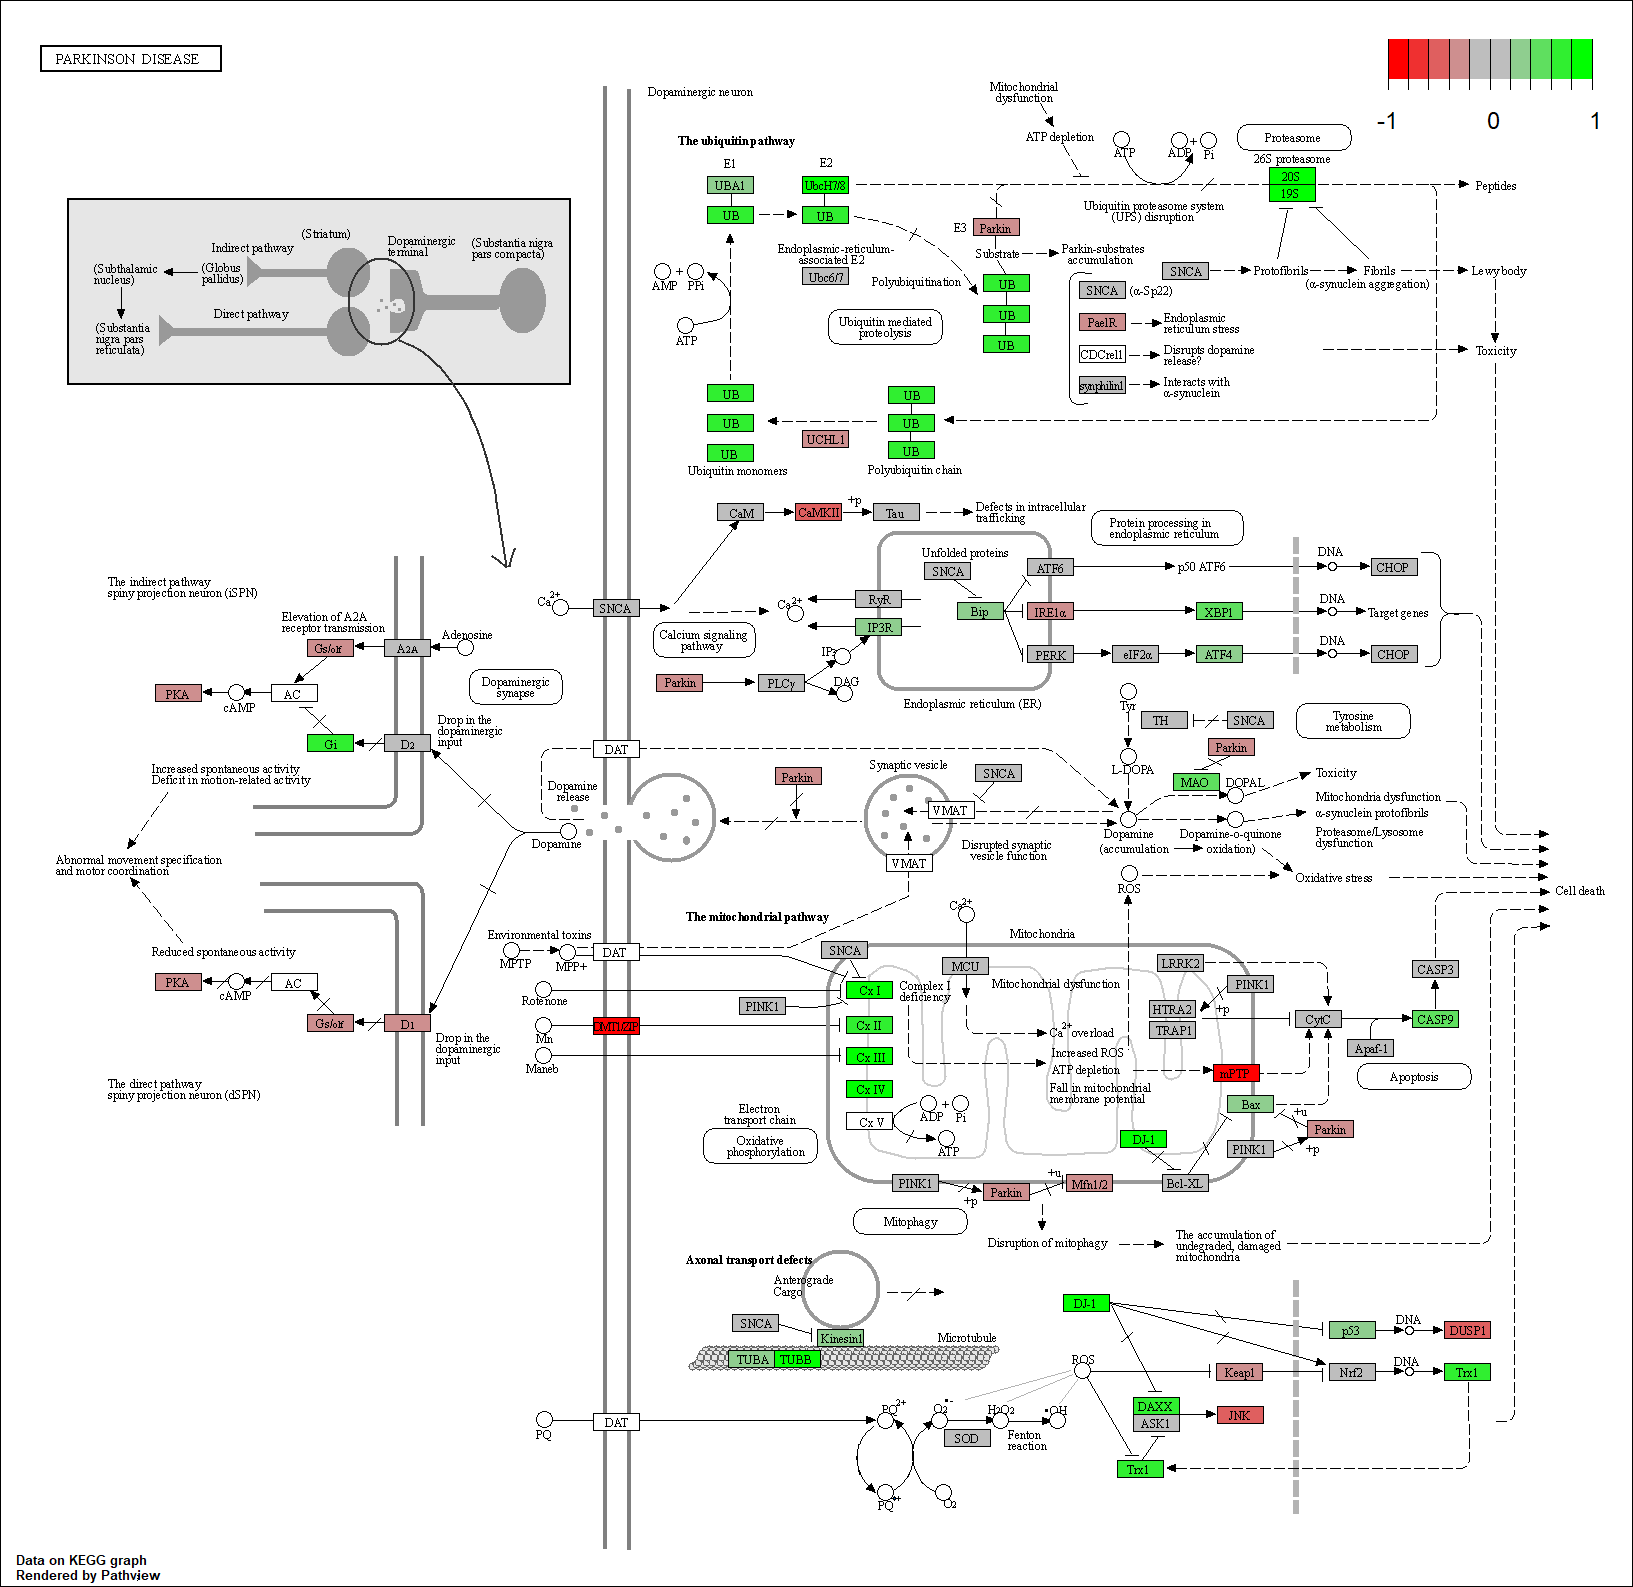 PARKINSON DISEASE
-1
0
1
Dopaminergic neuron
Mitochondrial
dysfunction
ATP depletion
ATP
ADP
+
Pi
Proteasome
26S proteasome
20S
19S
Peptides
The ubiquitin pathway
E1
E2
UBA1
UbcH7/8
UB
UB
E3
Parkin
Ubiquitin proteasome system
(UPS) disruption
Endoplasmic-reticulum-
associated E2
Ubc6/7
Substrate
Parkin-substrates
accumulation
Polyubiquitination
UB
UB
UB
AMP
+
PPi
ATP
Ubiquitin mediated
proteolysis
SNCA
Protofibrils
Fibrils
(α-synuclein aggregation)
Lewy body
SNCA
(α-Sp22)
PaelR
Endoplasmic
reticulum stress
CDCrel1
Disrupts dopamine
release?
synphilin1
Interacts with
α-synuclein
Toxicity
UB
UB
UB
Ubiquitin monomers
UCHL1
UB
UB
UB
Polyubiquitin chain
(Striatum)
Indirect pathway
Dopaminergic
terminal
(Substantia nigra
pars compacta)
(Subthalamic
nucleus)
(Globus
pallidus)
Direct pathway
(Substantia
nigra pars
reticulata)
CaM
CaMKII
+p
Tau
Defects in intracellular
trafficking
Protein processing in
endoplasmic reticulum
Unfolded proteins
SNCA
ATF6
p50 ATF6
DNA
CHOP
Ca2+
SNCA
Ca2+
RyR
Bip
IRE1α
XBP1
DNA
Target genes
IP3R
Calcium signaling
pathway
IP3
DAG
PERK
eIF2α
ATF4
DNA
CHOP
Parkin
PLCγ
Endoplasmic reticulum (ER)
The indirect pathway
spiny projection neuron (iSPN)
Elevation of A2A
receptor transmission
Gs/olf
A2A
Adenosine
PKA
cAMP
AC
Dopaminergic
synapse
Gi
D2
Drop in the
dopaminergic
input
Increased spontaneous activity
Deficit in motion-related activity
DAT
Dopamine
release
Dopamine
Parkin
Synaptic vesicle
VMAT
VMAT
SNCA
Disrupted synaptic
vesicle function
Tyr
L-DOPA
TH
SNCA
Tyrosine
metabolism
Parkin
MAO
DOPAL
Toxicity
Mitochondria dysfunction
α-synuclein protofibrils
Proteasome/Lysosome
dysfunction
Dopamine
(accumulation
Dopamine-o-quinone
oxidation)
Oxidative stress
ROS
Cell death
Abnormal movement specification
and motor coordination
Reduced spontaneous activity
PKA
cAMP
AC
Gs/olf
D1
Drop in the
dopaminergic
input
The direct pathway
spiny projection neuron (dSPN)
The mitochondrial pathway
Environmental toxins
MPTP
MPP+
DAT
Rotenone
Mn
DMT1/ZIP
Maneb
Ca2+
Mitochondria
SNCA
MCU
PINK1
Cx I
Complex I
deficiency
Mitochondrial dysfunction
Cx II
Ca2+ overload
Cx III
Increased ROS
ATP depletion
Cx IV
Fall in mitochondrial
membrane potential
Cx V
ADP
+
Pi
ATP
Electron
transport chain
Oxidative
phosphorylation
LRRK2
PINK1
HTRA2
+p
TRAP1
CytC
CASP3
CASP9
Apaf-1
Apoptosis
mPTP
Bax
+u
Parkin
DJ-1
PINK1
+p
Bcl-XL
PINK1
+p
Parkin
+u
Mfn1/2
Mitophagy
Disruption of mitophagy
The accumulation of
undegraded, damaged
mitochondria
Axonal transport defects
Anterograde
Cargo
SNCA
Kinesin1
TUBA
TUBB
Microtubule
DJ-1
p53
DNA
DUSP1
ROS
Keap1
Nrf2
DNA
Trx1
DAXX
ASK1
JNK
Trx1
PQ
DAT
PQ2+
O2•-
H2O2
•OH
SOD
Fenton
reaction
PQ•+
O2
Data on KEGG graph
Rendered by Pathview